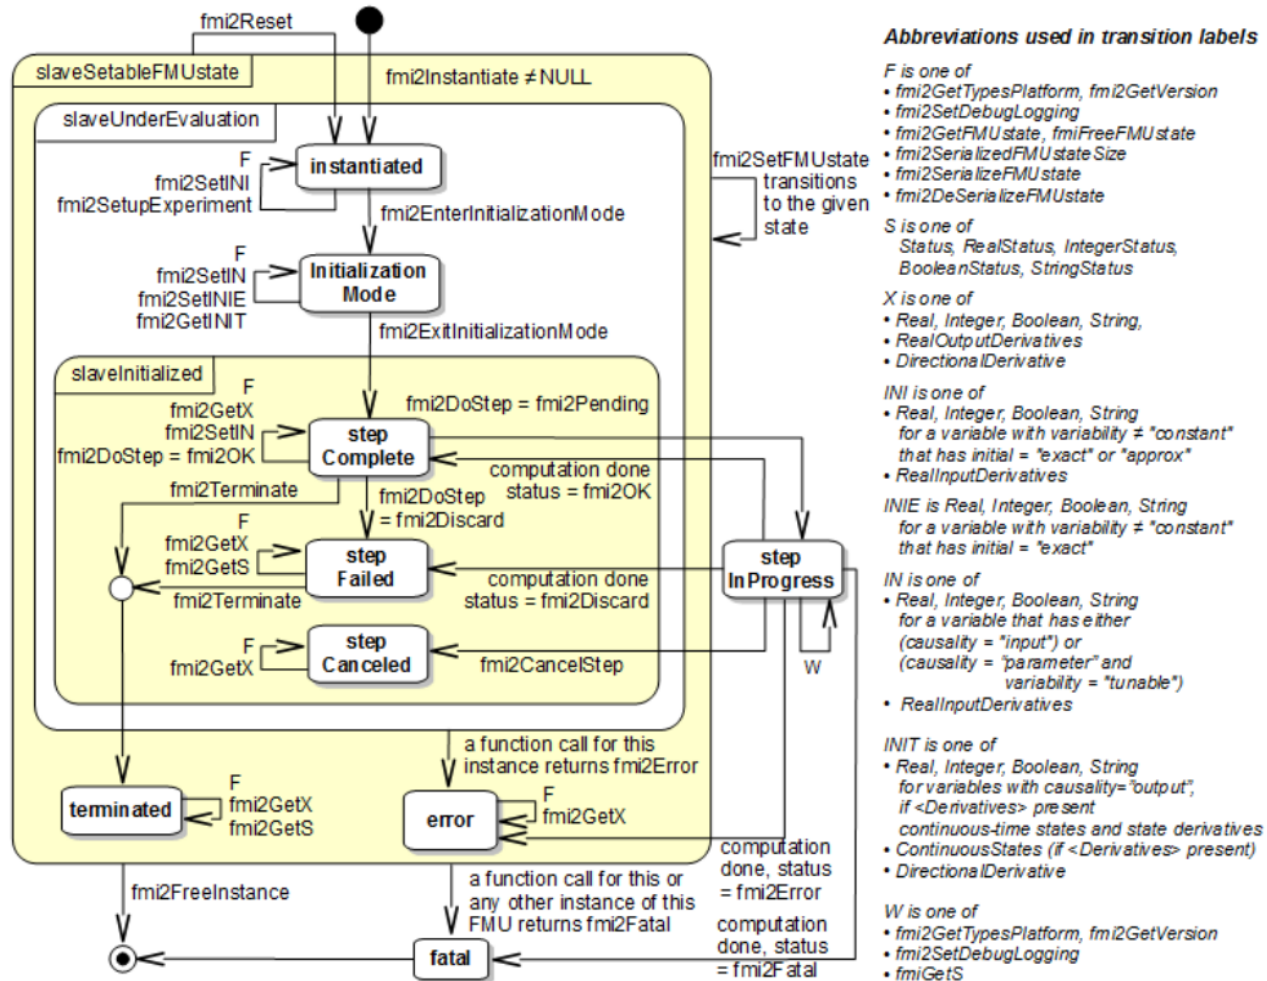 fmi2Reset
slaveSetableFMUstate
fmi2Instantiate ≠ NULL
slaveUnderEvaluation
F
fmi2SetINI
fmi2SetupExperiment
instantiated
fmi2SetFMUstate
transitions
to the given
state
fmi2EnterInitializationMode
F
fmi2SetIN
fmi2SetINIE
fmi2GetINIT
Initialization
Mode
fmi2ExitInitializationMode
slaveInitialized
F
fmi2GetX
fmi2SetIN
fmi2DoStep = fmi2OK
step
Complete
fmi2DoStep = fmi2Pending
computation done
status = fmi2OK
fmi2Terminate
fmi2DoStep
= fmi2Discard
F
fmi2GetX
fmi2GetS
step
Failed
step
InProgress
computation done
status = fmi2Discard
fmi2Terminate
F
fmi2GetX
step
Canceled
fmi2CancelStep
W
a function call for this
instance returns fmi2Error
terminated
F
fmi2GetX
fmi2GetS
error
F
fmi2GetX
computation
done, status
= fmi2Error
fmi2FreeInstance
a function call for this or
any other instance of this
FMU returns fmi2Fatal
computation
done, status
= fmi2Fatal
fatal
Abbreviations used in transition labels
F is one of
• fmi2GetTypesPlatform, fmi2GetVersion
• fmi2SetDebugLogging
• fmi2GetFMUstate, fmiFreeFMUstate
• fmi2SerializedFMUstateSize
• fmi2SerializeFMUstate
• fmi2DeSerializeFMUstate
S is one of
Status, RealStatus, IntegerStatus,
BooleanStatus, StringStatus
X is one of
• Real, Integer, Boolean, String,
• RealOutputDerivatives
• DirectionalDerivative
INI is one of
• Real, Integer, Boolean, String
for a variable with variability ≠ "constant"
that has initial = "exact" or "approx"
• RealInputDerivatives
INIE is Real, Integer, Boolean, String
for a variable with variability ≠ "constant"
that has initial = "exact"
IN is one of
• Real, Integer, Boolean, String
for a variable that has either
(causality = "input") or
(causality = "parameter" and
variability = "tunable")
• RealInputDerivatives
INIT is one of
• Real, Integer, Boolean, String
for variables with causality="output",
if <Derivatives> present
continuous-time states and state derivatives
• ContinuousStates (if <Derivatives> present)
• DirectionalDerivative
W is one of
• fmi2GetTypesPlatform, fmi2GetVersion
• fmi2SetDebugLogging
• fmiGetS